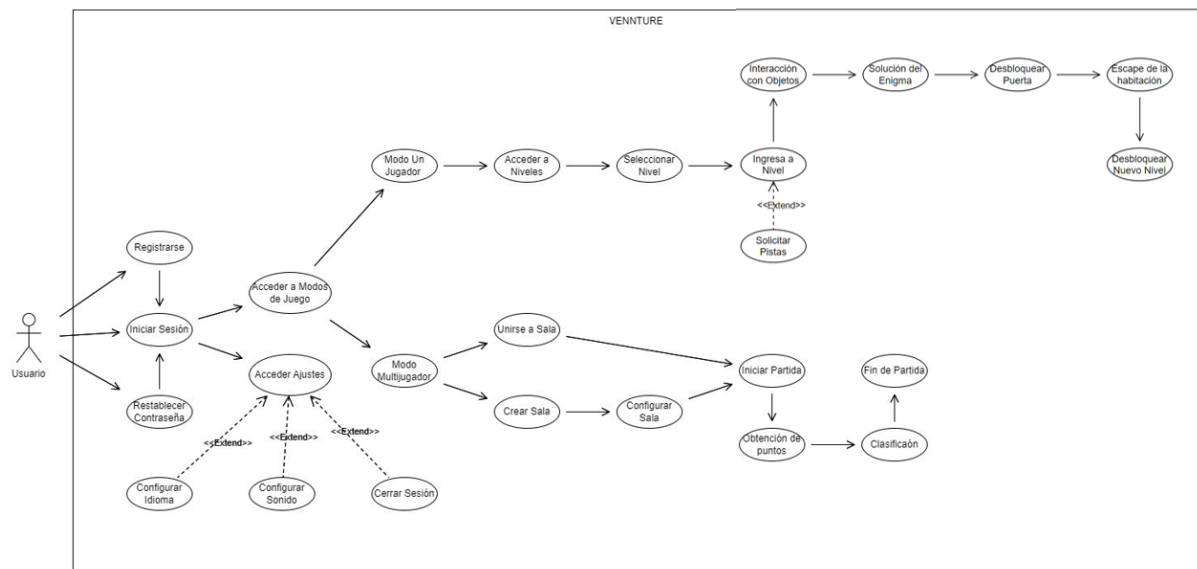 VENNTURE
Interacción
con Objetos
Solución del
Enigma
Desbloquear
Puerta
Escape de la
habitación
Modo Un
Jugador
Acceder a
Niveles
Seleccionar
Nivel
Ingresa a
Nivel
Desbloquear
Nuevo Nivel
<<Extend>>
Solicitar
Pistas
Registrarse
Acceder a Modos
de Juego
Usuario
Iniciar Sesión
Unirse a Sala
Acceder Ajustes
Modo
Multijugador
Iniciar Partida
Fin de Partida
Restablecer
Contraseña
Crear Sala
Configurar
Sala
<<Extend>>
<<Extend>>
<<Extend>>
Obtención de
puntos
Clasificaón
Configurar
Idioma
Configurar
Sonido
Cerrar Sesión